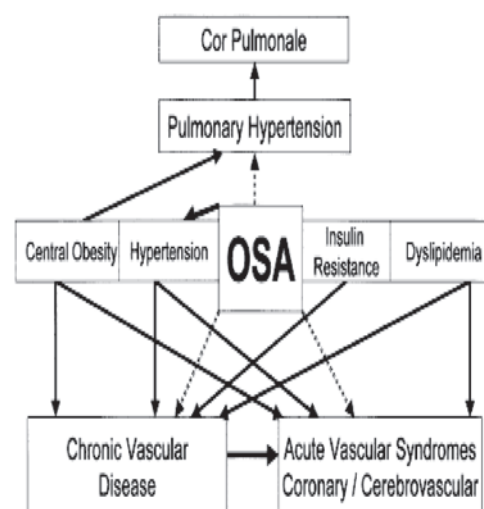 Cor Pulmonale
Pulmonary Hypertension
Central Obesity
Hypertension
OSA
Insulin
Resistance
Dyslipidemia
Chronic Vascular
Disease
Acute Vascular Syndromes
Coronary / Cerebrovascular